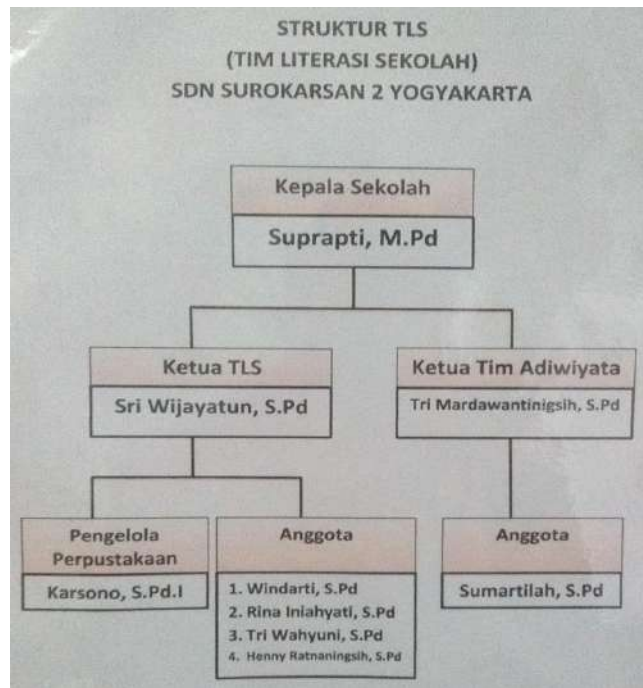 STRUKTUR TLS
(TIM LITERASI SEKOLAH)
SDN SUROKARSAN 2 YOGYAKARTA
Kepala Sekolah
Suprapti, M.Pd
Ketua TLS
Sri Wijayatun, S.Pd
Ketua Tim Adiwiyata
Tri Mardawantinigsih, S.Pd
Pengelola
Perpustakaan
Karsono, S.Pd.I
Anggota
1. Windarti, S.Pd
2. Rina Iniahyati, S.Pd
3. Tri Wahyuni, S.Pd
4. Henny Ratnaningsih, S.Pd
Anggota
Sumartilah, S.Pd